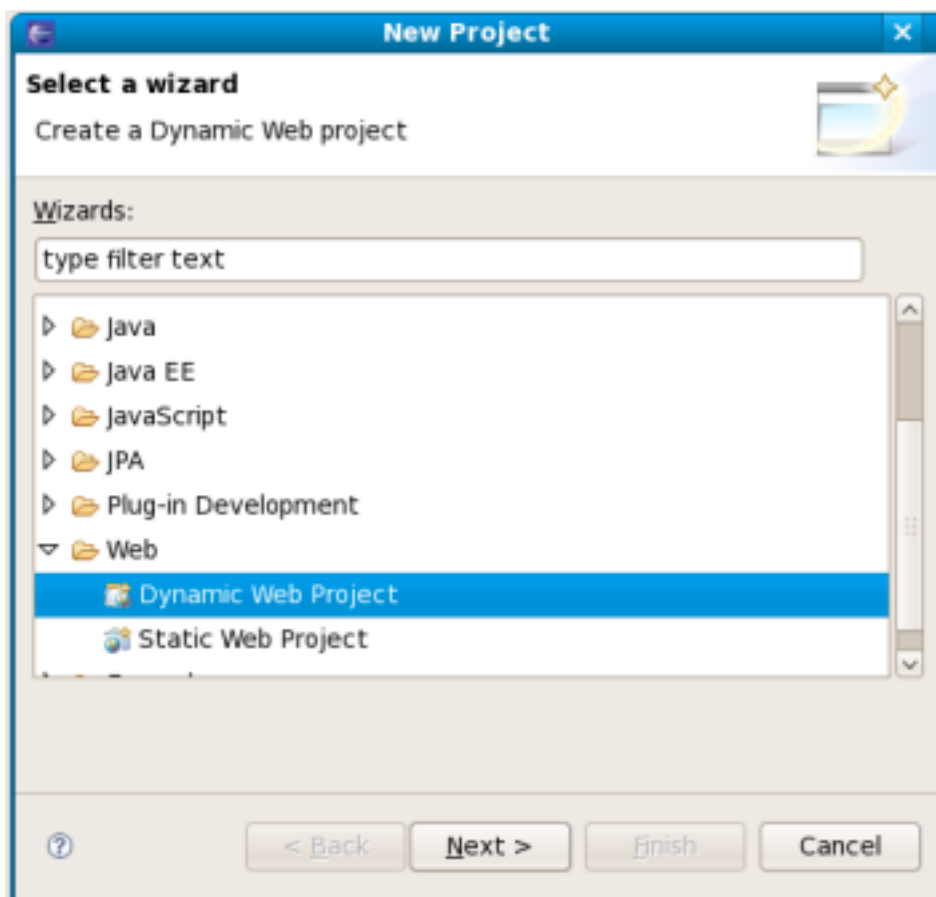 New Project
Select a wizard
Create a Dynamic Web project
Wizards:
type filter text
Java
Java EE
JavaScript
JPA
Plug-in Development
Web
Dynamic Web Project
Static Web Project
< Back Next > Finish Cancel